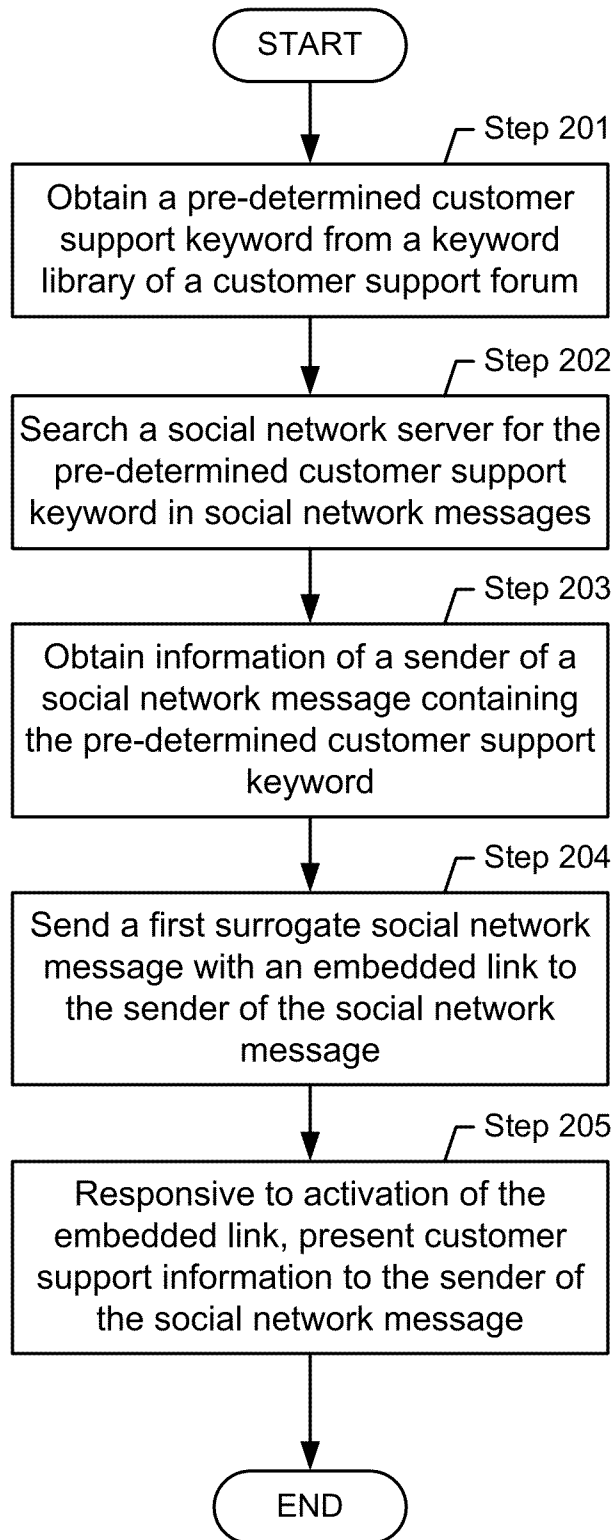 START
Step 201
Obtain a pre-determined customer
support keyword from a keyword
library of a customer support forum
Step 202
Search a social network server for the
pre-determined customer support
keyword in social network messages
Step 203
Obtain information of a sender of a
social network message containing
the pre-determined customer support
keyword
Step 204
Send a first surrogate social network
message with an embedded link to
the sender of the social network
message
Step 205
Responsive to activation of the
embedded link, present customer
support information to the sender of
the social network message
END